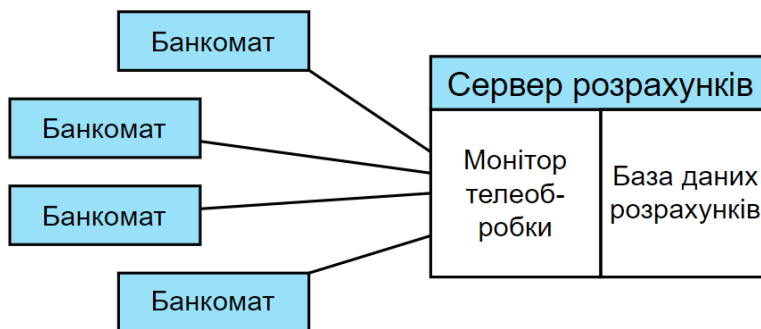 Банкомат
Банкомат
Банкомат
Банкомат
Сервер розрахунків
Монітор
телеоб-
робки
База даних
розрахунків